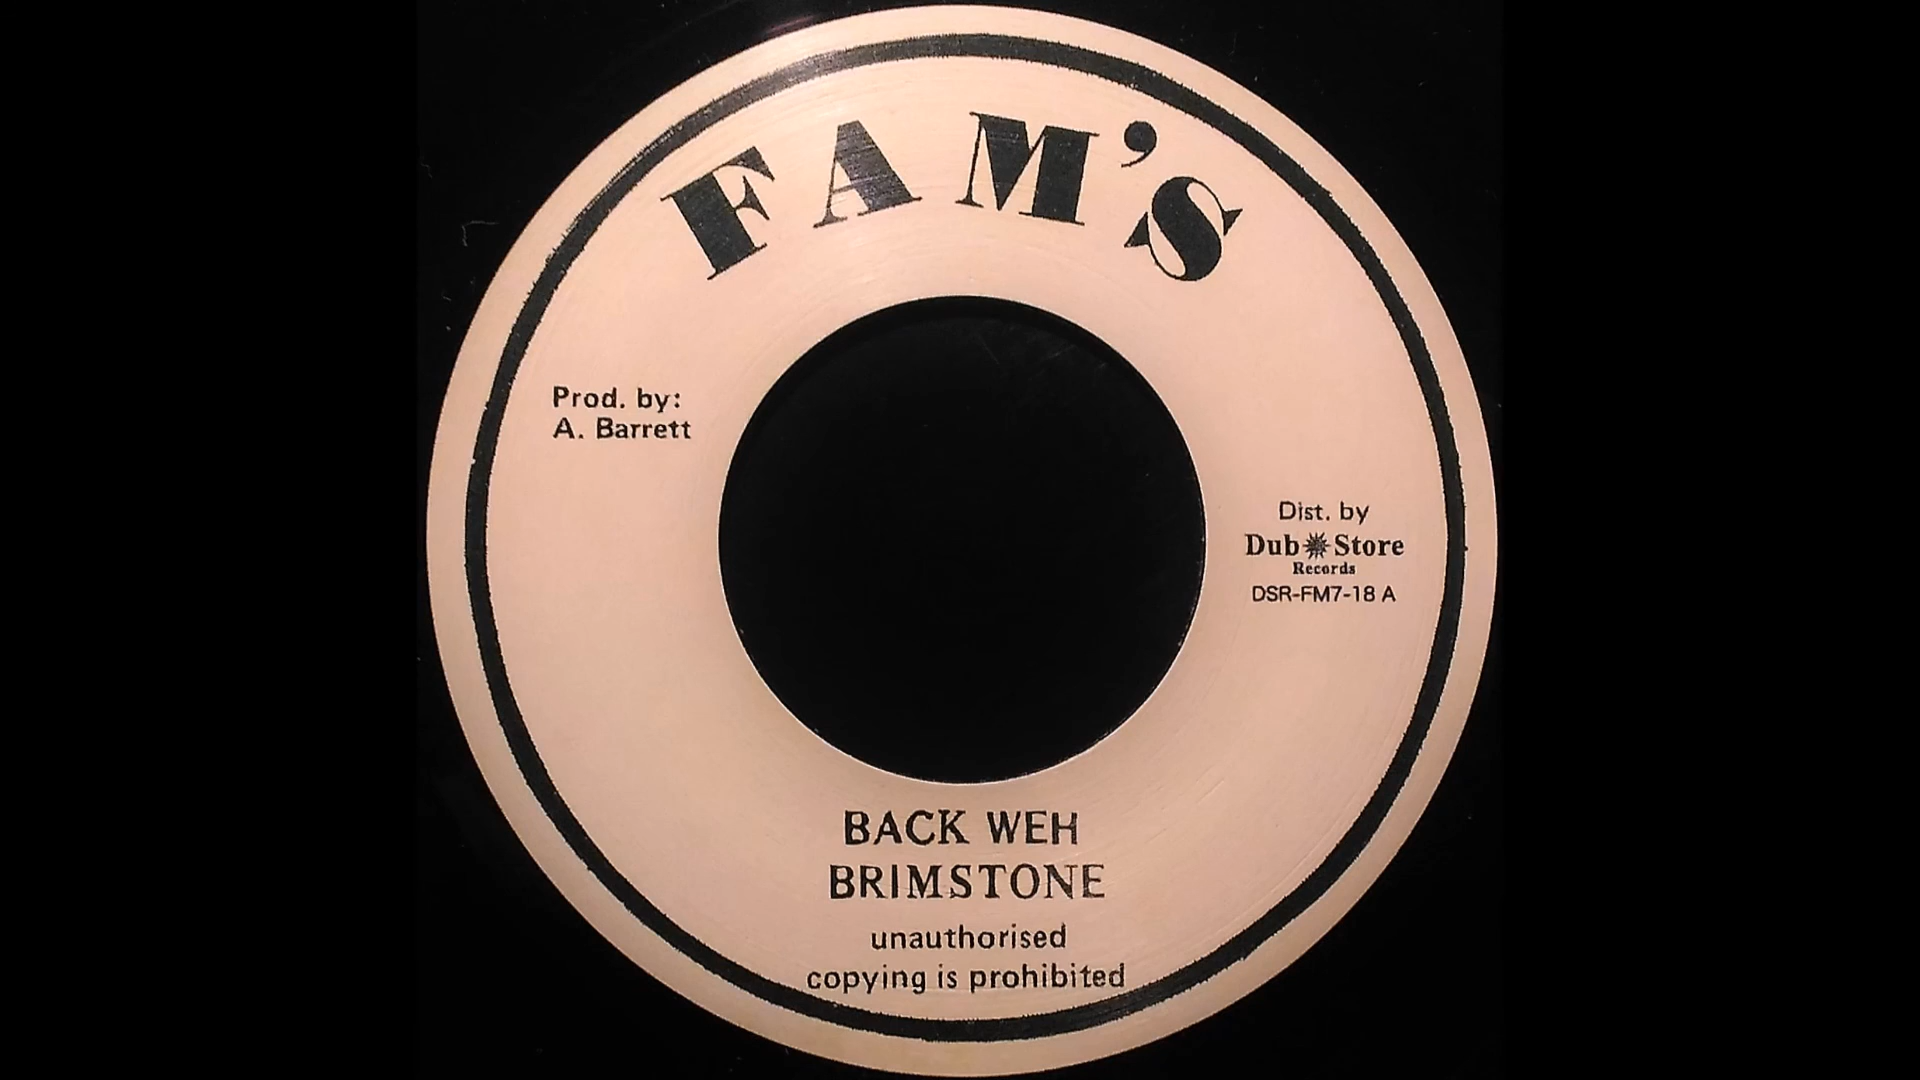 FAM'S
Prod. by:
A. Barrett
Dist. by
Dub Store
Records
DSR-FM7-18 A
BACK WEH
BRIMSTONE
unauthorised
copying is prohibited